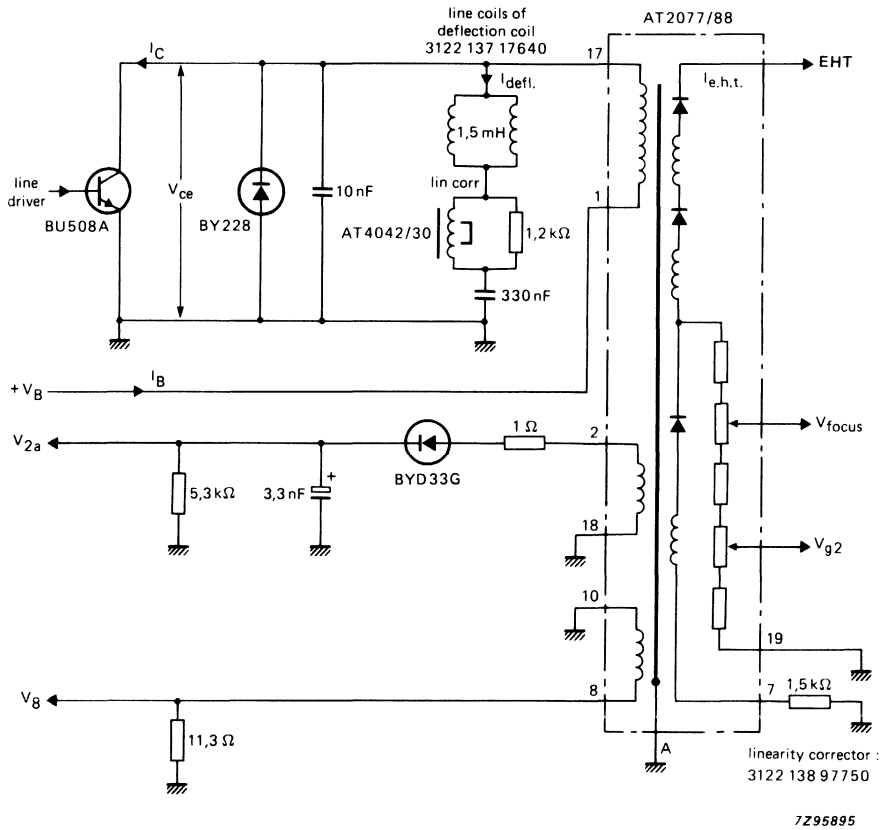 line coils of
deflection coil
3122 137 17640
AT2077/88
I_C
17
I_defl.
EHT
I_e.h.t.
1,5 mH
line
driver
BU508A
V_ce
BY228
10 nF
lin corr
AT4042/30
1,2 kΩ
1
330 nF
+ V_B
I_B
V_2a
1 Ω
2
V_focus
BYD33G
5,3 kΩ
3,3 nF
+
18
V_g2
10
19
V_8
8
7
1,5 kΩ
11,3 Ω
A
linearity corrector :
3122 138 97750
7Z95895